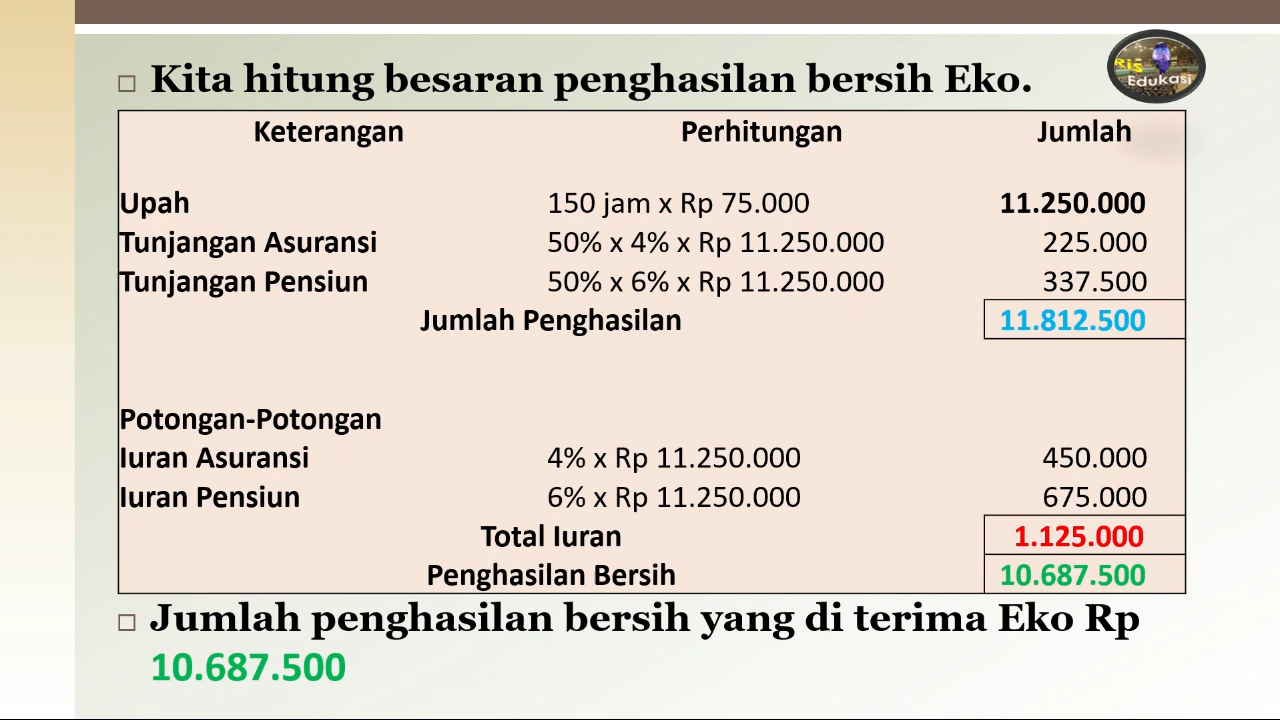 Kita hitung besaran penghasilan bersih Eko.
Ris
Edukasi
Keterangan Perhitungan Jumlah
Upah 150 jam x Rp 75.000 11.250.000
Tunjangan Asuransi 50% x 4% x Rp 11.250.000 225.000
Tunjangan Pensiun 50% x 6% x Rp 11.250.000 337.500
Jumlah Penghasilan 11.812.500
Potongan-Potongan
Iuran Asuransi 4% x Rp 11.250.000 450.000
Iuran Pensiun 6% x Rp 11.250.000 675.000
Total Iuran 1.125.000
Penghasilan Bersih 10.687.500
Jumlah penghasilan bersih yang di terima Eko Rp
10.687.500